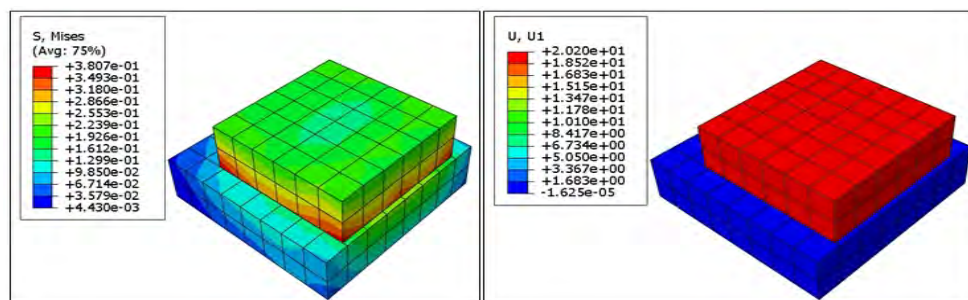 S, Mises
(Avg: 75%)
+3.807e-01
+3.493e-01
+3.180e-01
+2.866e-01
+2.553e-01
+2.239e-01
+1.926e-01
+1.612e-01
+1.299e-01
+9.850e-02
+6.714e-02
+3.579e-02
+4.430e-03
U, U1
+2.020e+01
+1.852e+01
+1.683e+01
+1.515e+01
+1.347e+01
+1.178e+01
+1.010e+01
+8.417e+00
+6.734e+00
+5.050e+00
+3.367e+00
+1.683e+00
-1.625e-05